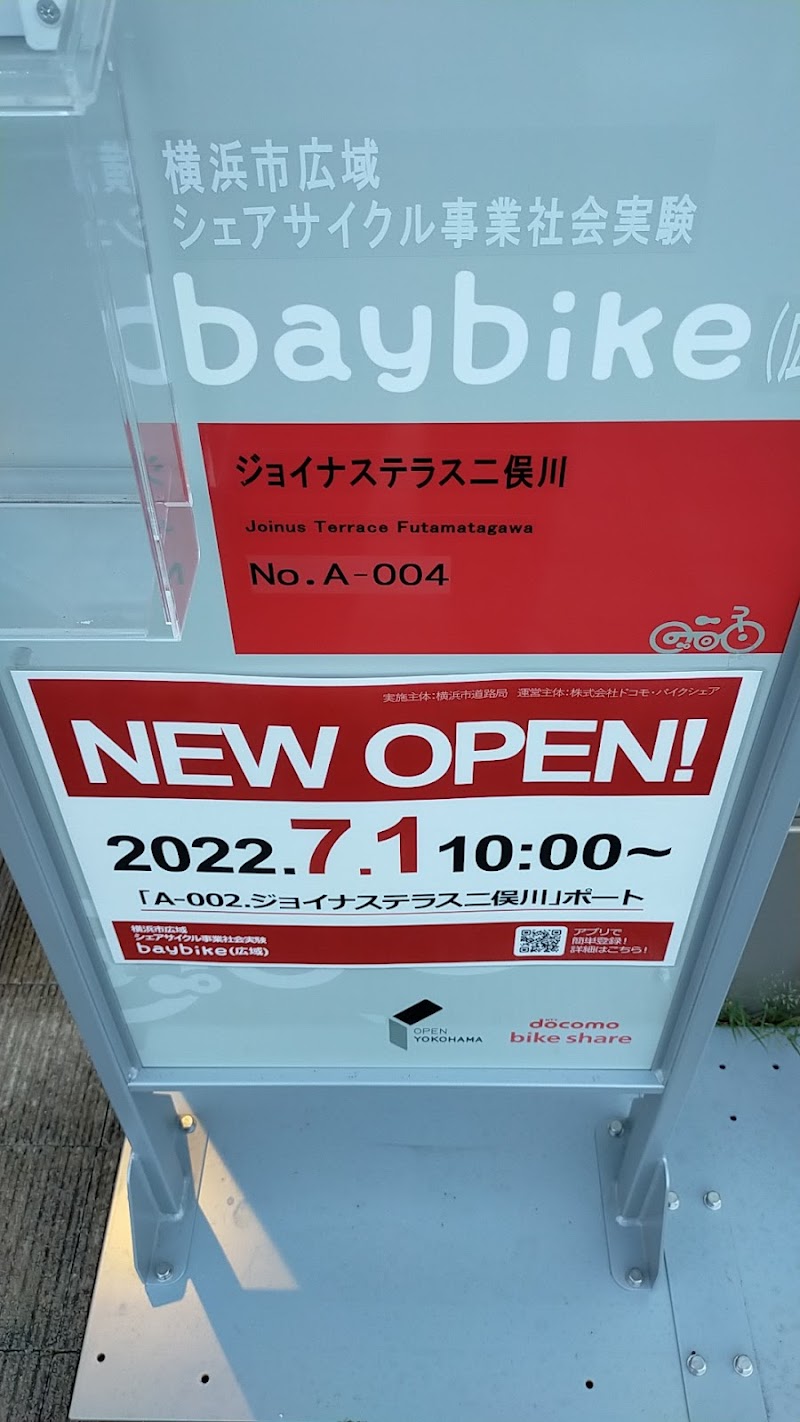 横浜市広域
シェアサイクル事業社会実験
baybike
ジョイナステラス二俣川
Joinus Terrace Futamatagawa
No.A-004
実施主体:横浜市道路局 運営主体:株式会社ドコモ・バイクシェア
NEW OPEN!
2022.7.1 10:00~
「A-002.ジョイナステラス二俣川」ポート
横浜市広域
シェアサイクル事業社会実験
baybike(広域)
アプリで
簡単登録!
詳細はこちら!
OPEN
YOKOHAMA
docomo
bike share